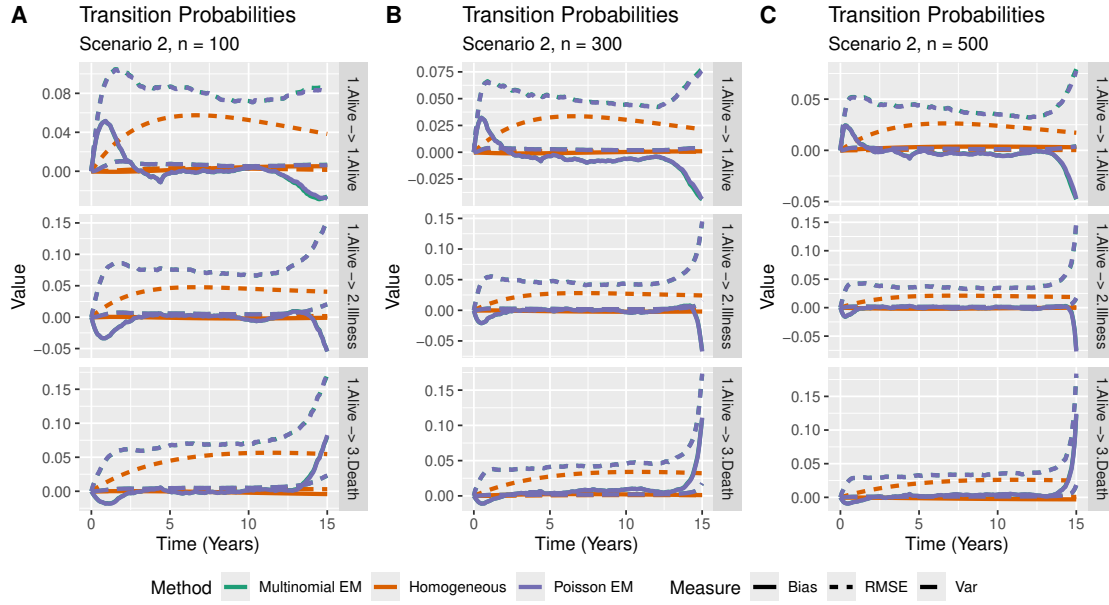 A
Transition Probabilities
Scenario 2, n = 100
B
Transition Probabilities
Scenario 2, n = 300
C
Transition Probabilities
Scenario 2, n = 500
Value
0.08
0.04
0.00
1.Alive −> 1.Alive
0.15
0.10
0.05
0.00
−0.05
1.Alive −> 2.Illness
0.15
0.10
0.05
0.00
1.Alive −> 3.Death
0 5 10 15
Time (Years)
Value
0.075
0.050
0.025
0.000
−0.025
1.Alive −> 1.Alive
0.15
0.10
0.05
0.00
−0.05
1.Alive −> 2.Illness
0.15
0.10
0.05
0.00
1.Alive −> 3.Death
0 5 10 15
Time (Years)
Value
0.05
0.00
−0.05
1.Alive −> 1.Alive
0.15
0.10
0.05
0.00
−0.05
1.Alive −> 2.Illness
0.15
0.10
0.05
0.00
1.Alive −> 3.Death
0 5 10 15
Time (Years)
Method Multinomial EM Homogeneous Poisson EM Measure Bias RMSE Var